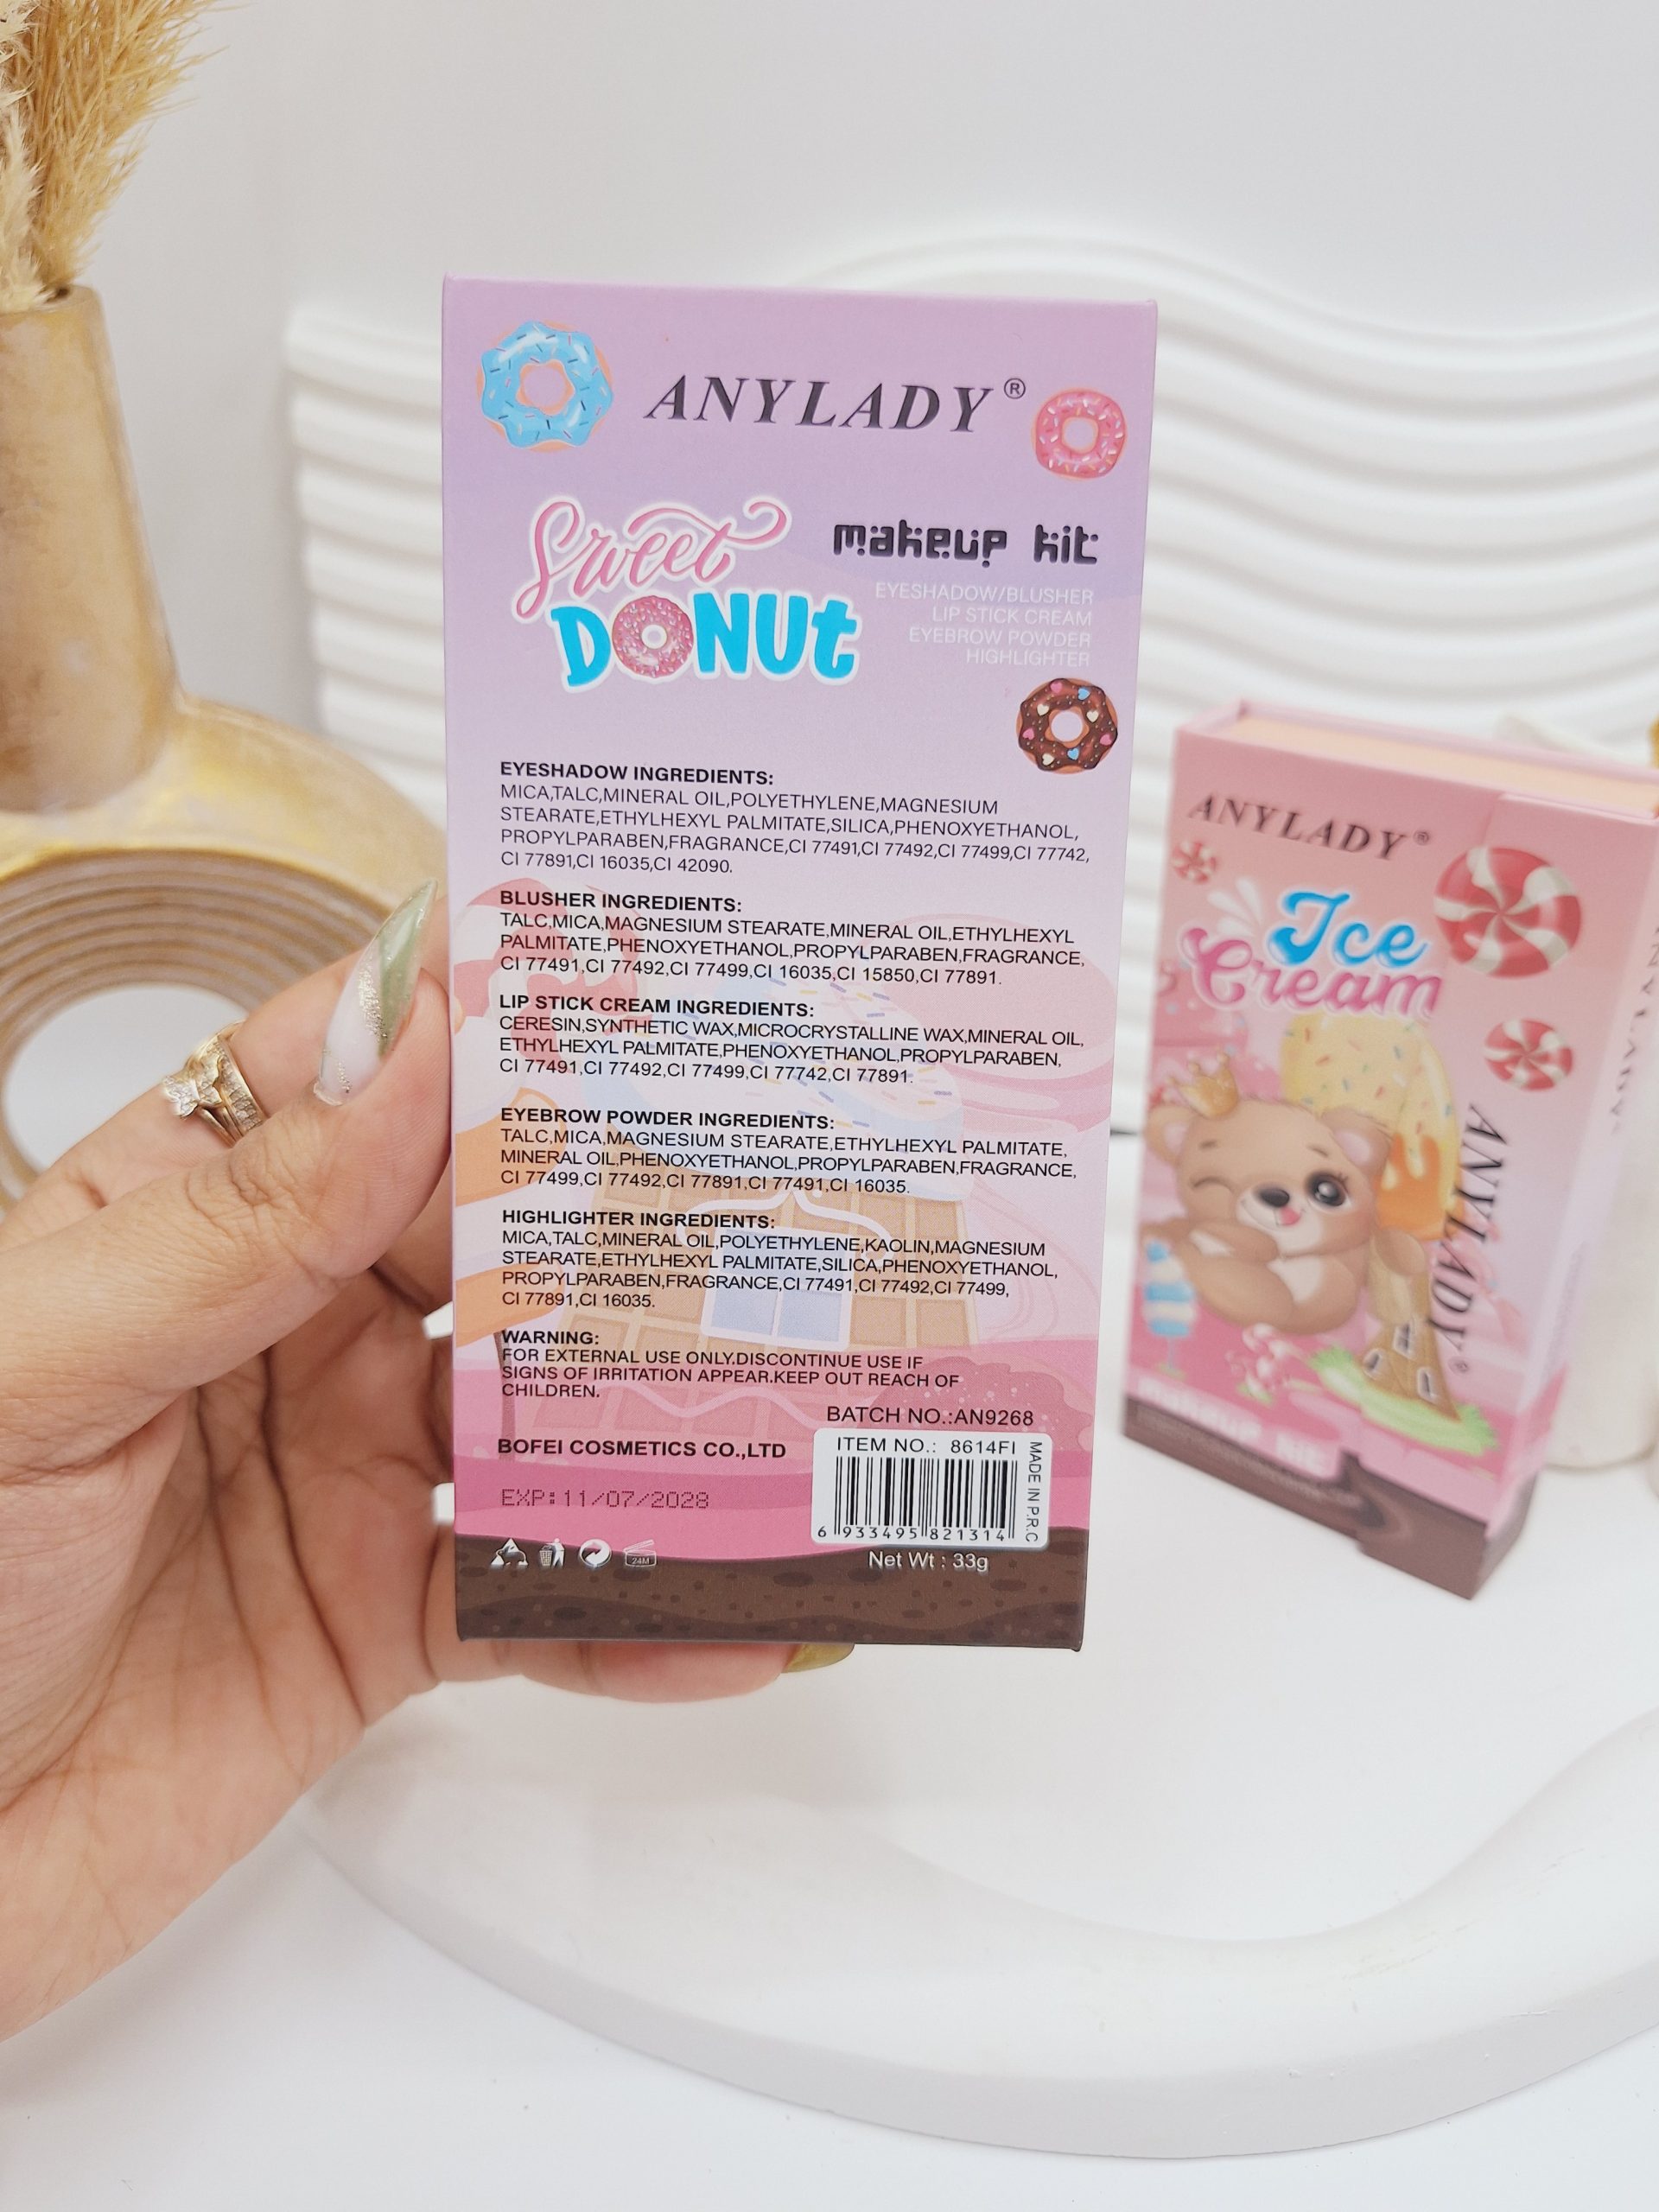 ANYLADY®
Sweet
DONUt
makeup kit
EYESHADOW/BLUSHER
LIP STICK CREAM
EYEBROW POWDER
HIGHLIGHTER
EYESHADOW INGREDIENTS:
MICA,TALC,MINERAL OIL,POLYETHYLENE,MAGNESIUM
STEARATE,ETHYLHEXYL PALMITATE,SILICA,PHENOXYETHANOL,
PROPYLPARABEN,FRAGRANCE,CI 77491,CI 77492,CI 77499,CI 77742,
CI 77891,CI 16035,CI 42090.
BLUSHER INGREDIENTS:
TALC,MICA,MAGNESIUM STEARATE,MINERAL OIL,ETHYLHEXYL
PALMITATE,PHENOXYETHANOL,PROPYLPARABEN,FRAGRANCE,
CI 77491,CI 77492,CI 77499,CI 16035,CI 15850,CI 77891.
LIP STICK CREAM INGREDIENTS:
CERESIN,SYNTHETIC WAX,MICROCRYSTALLINE WAX,MINERAL OIL,
ETHYLHEXYL PALMITATE,PHENOXYETHANOL,PROPYLPARABEN,
CI 77491,CI 77492,CI 77499,CI 77742,CI 77891.
EYEBROW POWDER INGREDIENTS:
TALC,MICA,MAGNESIUM STEARATE,ETHYLHEXYL PALMITATE,
MINERAL OIL,PHENOXYETHANOL,PROPYLPARABEN,FRAGRANCE,
CI 77499,CI 77492,CI 77891,CI 77491,CI 16035.
HIGHLIGHTER INGREDIENTS:
MICA,TALC,MINERAL OIL,POLYETHYLENE,KAOLIN,MAGNESIUM
STEARATE,ETHYLHEXYL PALMITATE,SILICA,PHENOXYETHANOL,
PROPYLPARABEN,FRAGRANCE,CI 77491,CI 77492,CI 77499,
CI 77891,CI 16035.
WARNING:
FOR EXTERNAL USE ONLY.DISCONTINUE USE IF
SIGNS OF IRRITATION APPEAR.KEEP OUT REACH OF
CHILDREN.
BATCH NO.:AN9268
BOFEI COSMETICS CO.,LTD
ITEM NO.: 8614FI
MADE IN P.R.C
EXP:11/07/2028
6 933495 821314
24M
Net Wt : 33g
ANYLADY®
Ice
Cream
ANYLADY®
makeup kit